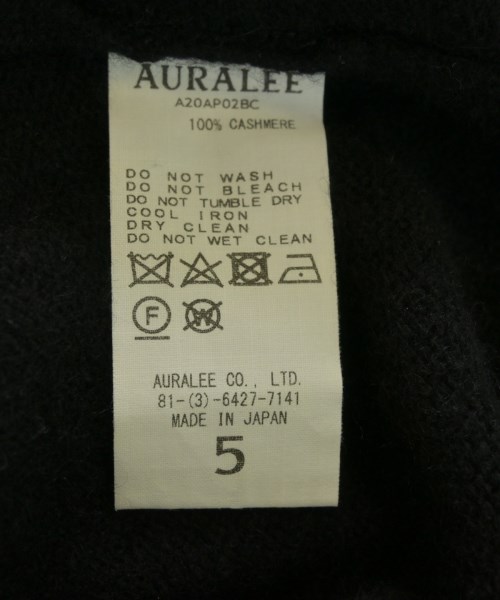 AURALEE
A20AP02BC
100% CASHMERE
DO NOT WASH
DO NOT BLEACH
DO NOT TUMBLE DRY
COOL IRON
DRY CLEAN
DO NOT WET CLEAN
F W
AURALEE CO., LTD.
81-(3)-6427-7141
MADE IN JAPAN
5